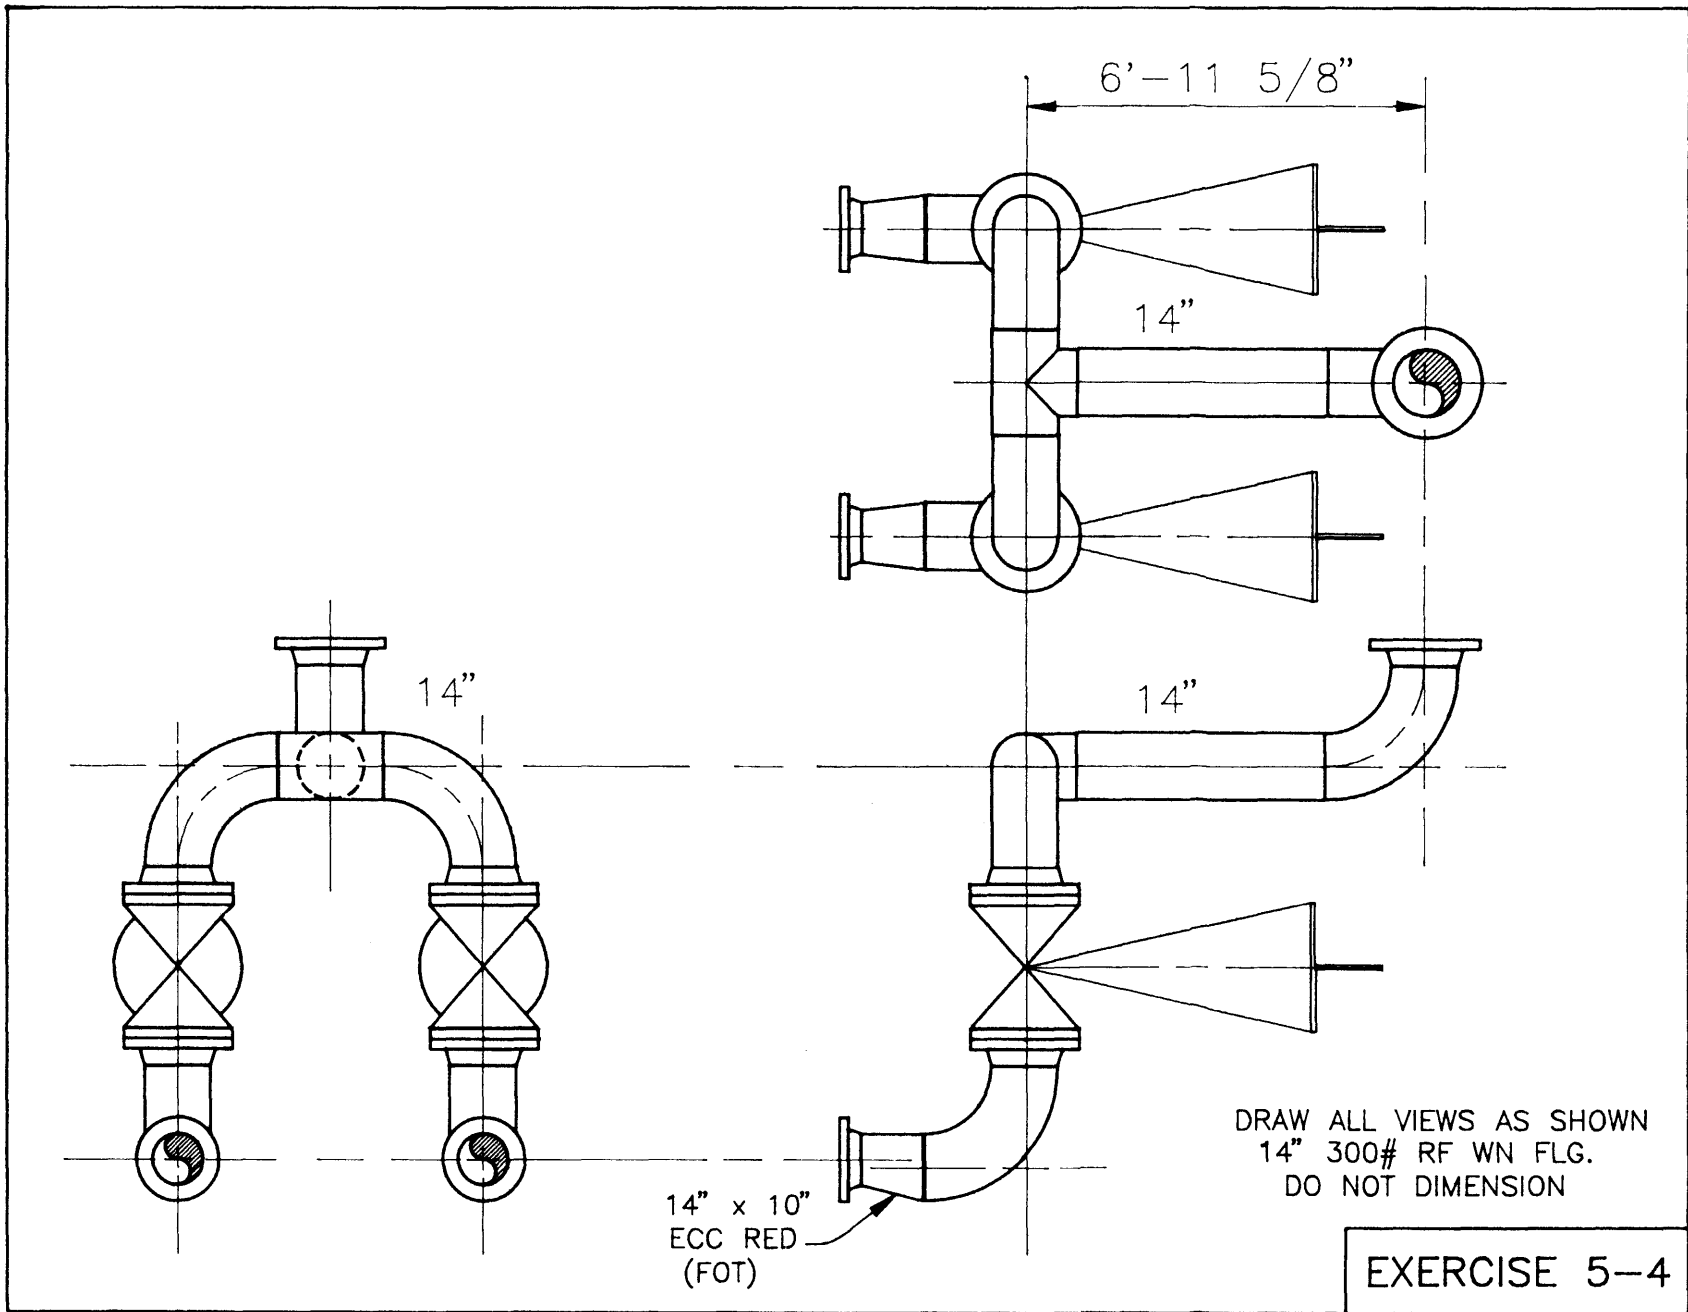 6'-11 5/8"
14"
14"
14"
14" x 10"
ECC RED
(FOT)
DRAW ALL VIEWS AS SHOWN
14" 300# RF WN FLG.
DO NOT DIMENSION
EXERCISE 5-4